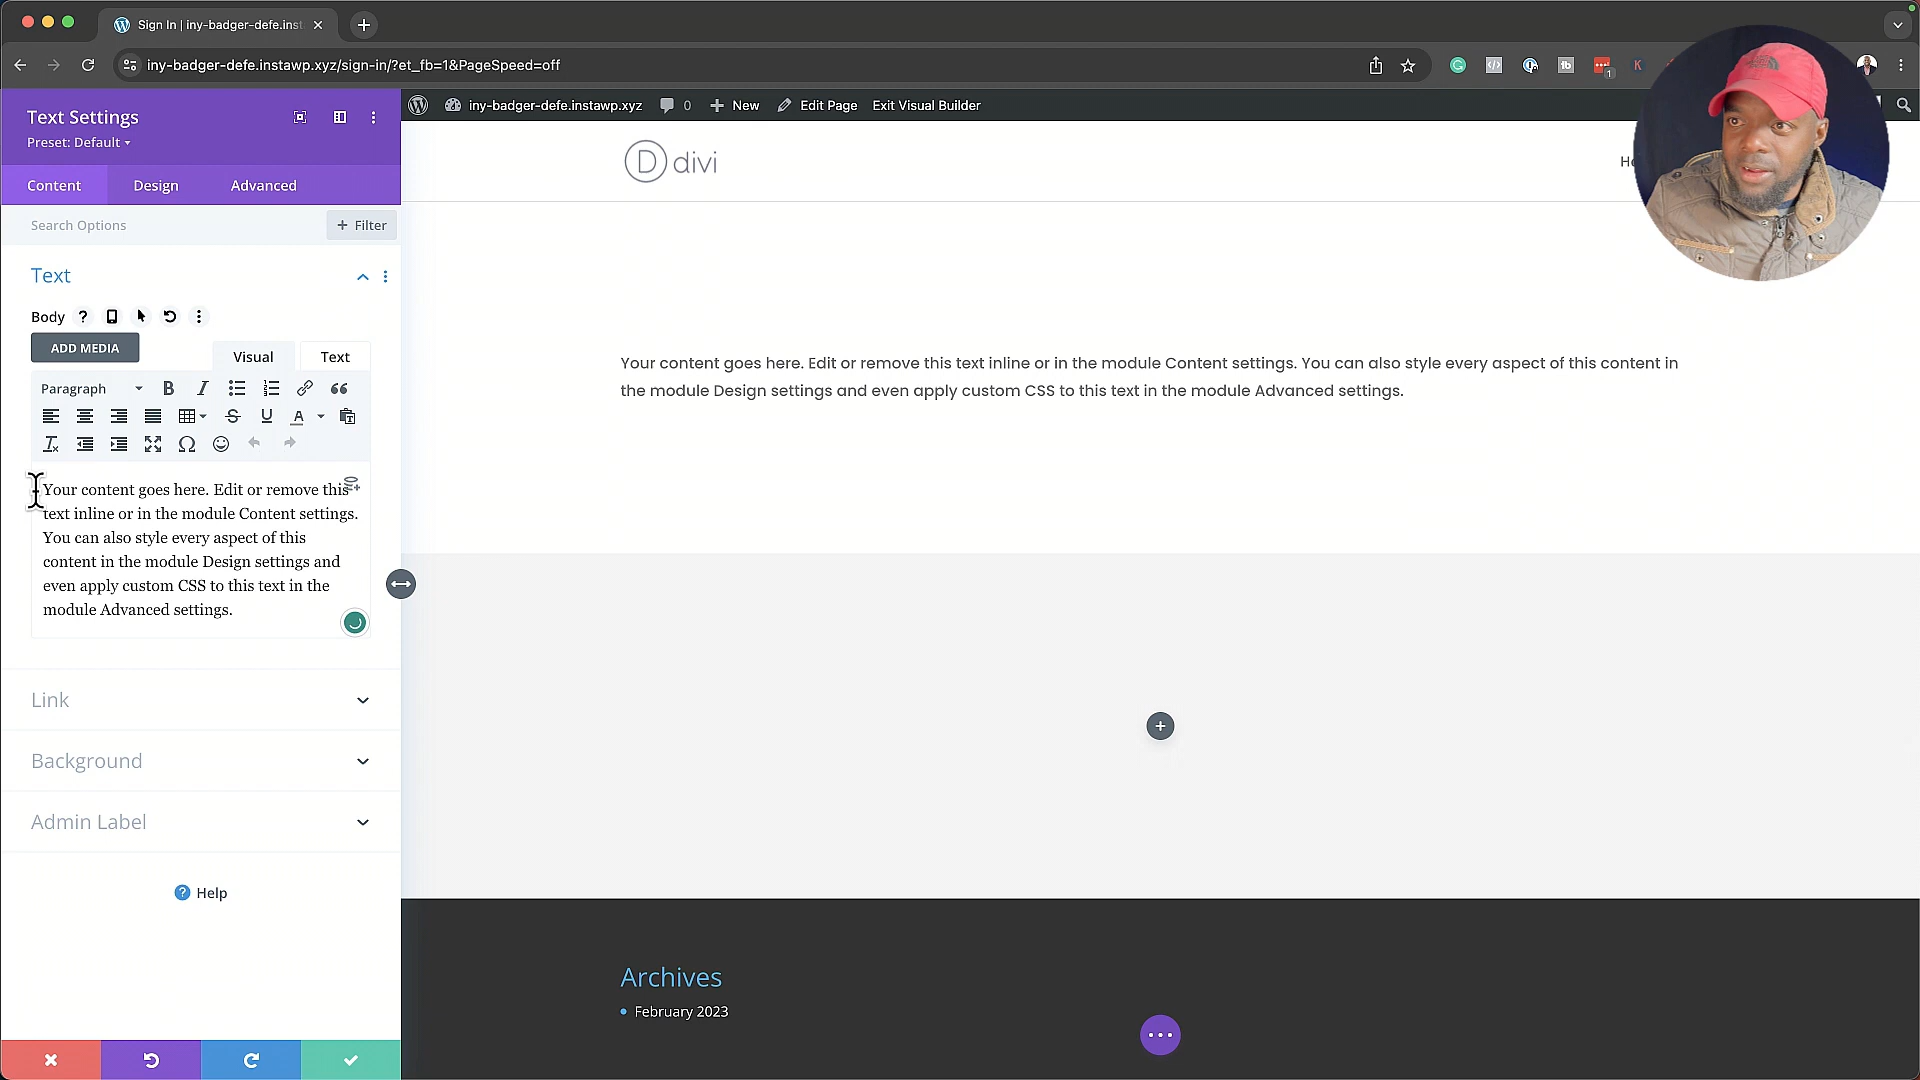 Sign In | iny-badger-defe.inst
iny-badger-defe.instawp.xyz/sign-in/?et_fb=1&PageSpeed=off
1
K
Text Settings
Preset: Default
iny-badger-defe.instawp.xyz
0
New
Edit Page
Exit Visual Builder
D divi
Content
Design
Advanced
Search Options
+ Filter
Text
Body
ADD MEDIA
Visual
Text
Paragraph
B
I
A
Your content goes here. Edit or remove this
text inline or in the module Content settings.
You can also style every aspect of this
content in the module Design settings and
even apply custom CSS to this text in the
module Advanced settings.
Your content goes here. Edit or remove this text inline or in the module Content settings. You can also style every aspect of this content in
the module Design settings and even apply custom CSS to this text in the module Advanced settings.
Link
Background
Admin Label
Help
Archives
February 2023